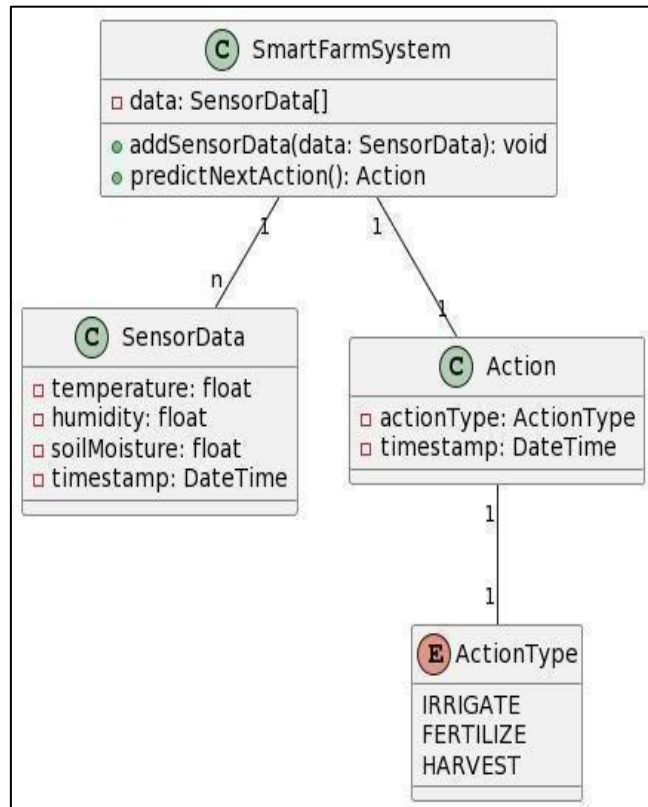 C SmartFarmSystem
data: SensorData[]
addSensorData(data: SensorData): void
predictNextAction(): Action
1
1
n
1
C SensorData
temperature: float
humidity: float
soilMoisture: float
timestamp: DateTime
C Action
actionType: ActionType
timestamp: DateTime
1
1
E ActionType
IRRIGATE
FERTILIZE
HARVEST